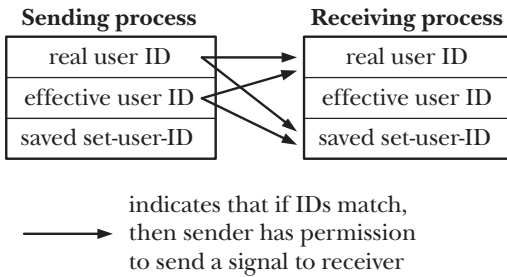 Sending process
Receiving process
real user ID
real user ID
effective user ID
effective user ID
saved set-user-ID
saved set-user-ID
indicates that if IDs match,
then sender has permission
to send a signal to receiver